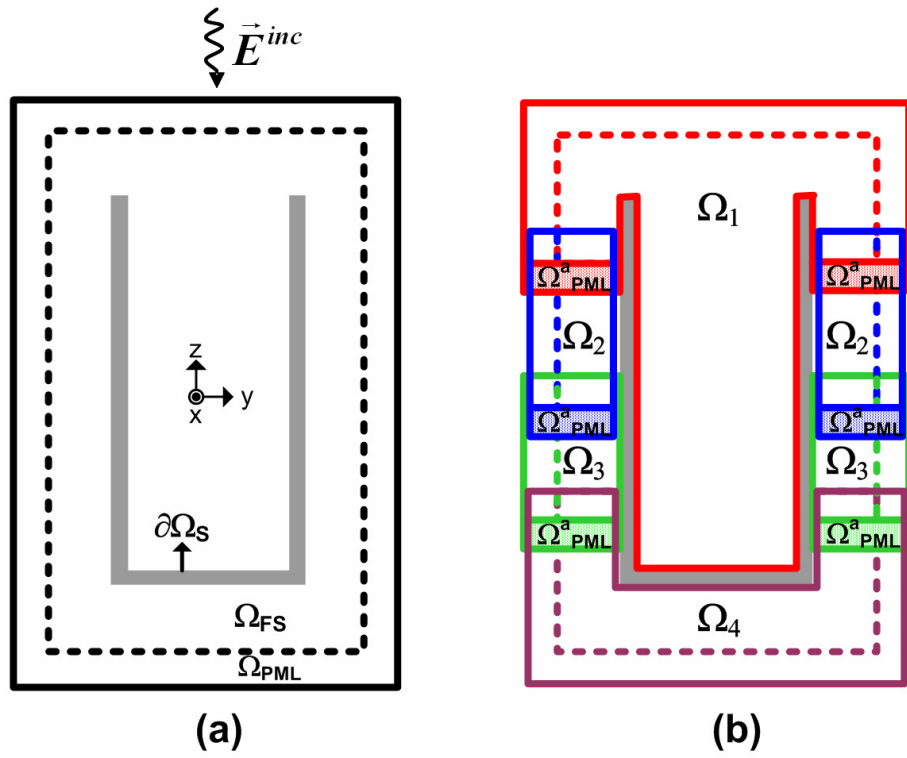 E^inc
z
y
x
∂Ω_S
Ω_FS
Ω_PML
(a)
Ω_1
Ω^a_PML Ω^a_PML
Ω_2 Ω_2
Ω^a_PML Ω^a_PML
Ω_3 Ω_3
Ω^a_PML Ω^a_PML
Ω_4
(b)